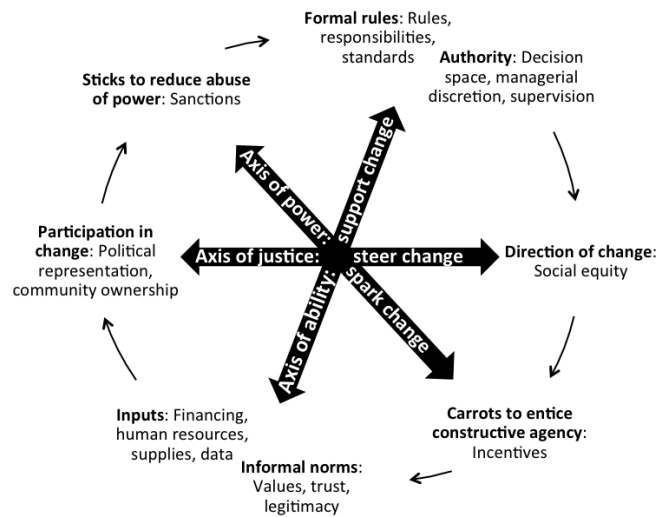 Formal rules: Rules,
responsibilities,
standards
Authority: Decision
space, managerial
discretion, supervision
Sticks to reduce abuse
of power: Sanctions
Axis of power:
support change
Participation in
change: Political
representation,
community ownership
Axis of justice:
steer change
Direction of change:
Social equity
Axis of ability:
spark change
Inputs: Financing,
human resources,
supplies, data
Informal norms:
Values, trust,
legitimacy
Carrots to entice
constructive agency:
Incentives